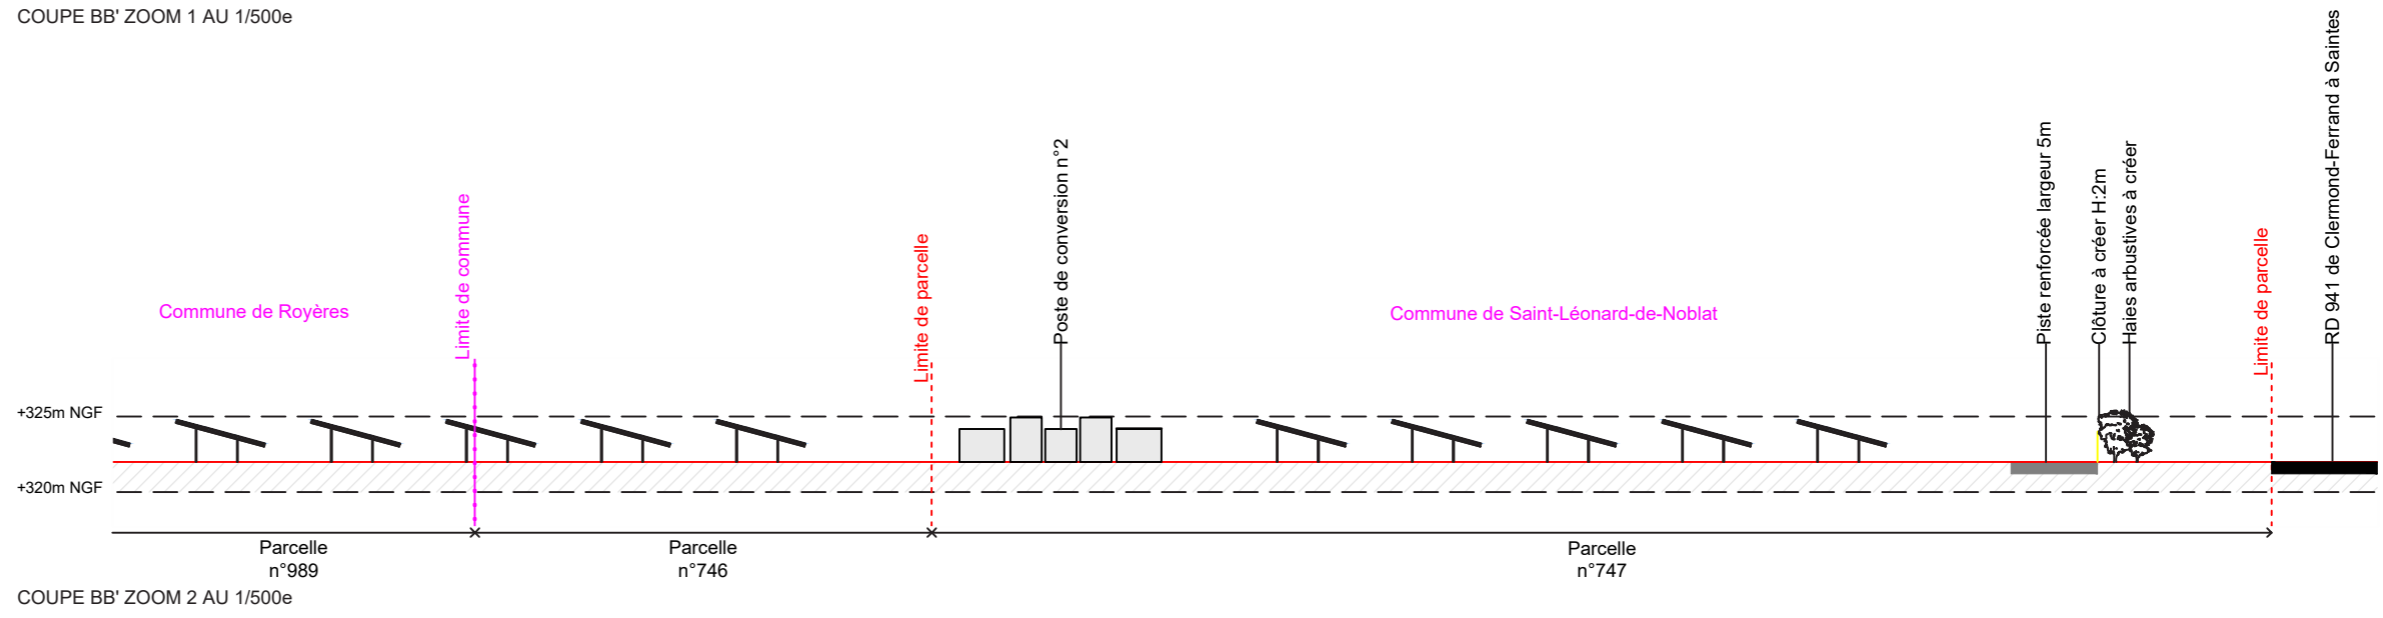 COUPE BB' ZOOM 1 AU 1/500e
Commune de Royères
Limite de commune
Limite de parcelle
Poste de conversion n°2
Commune de Saint-Léonard-de-Noblat
Piste renforcée largeur 5m
Clôture à créer H:2m
Haies arbustives à créer
Limite de parcelle
RD 941 de Clermond-Ferrand à Saintes
+325m NGF
+320m NGF
Parcelle
n°989
Parcelle
n°746
Parcelle
n°747
COUPE BB' ZOOM 2 AU 1/500e